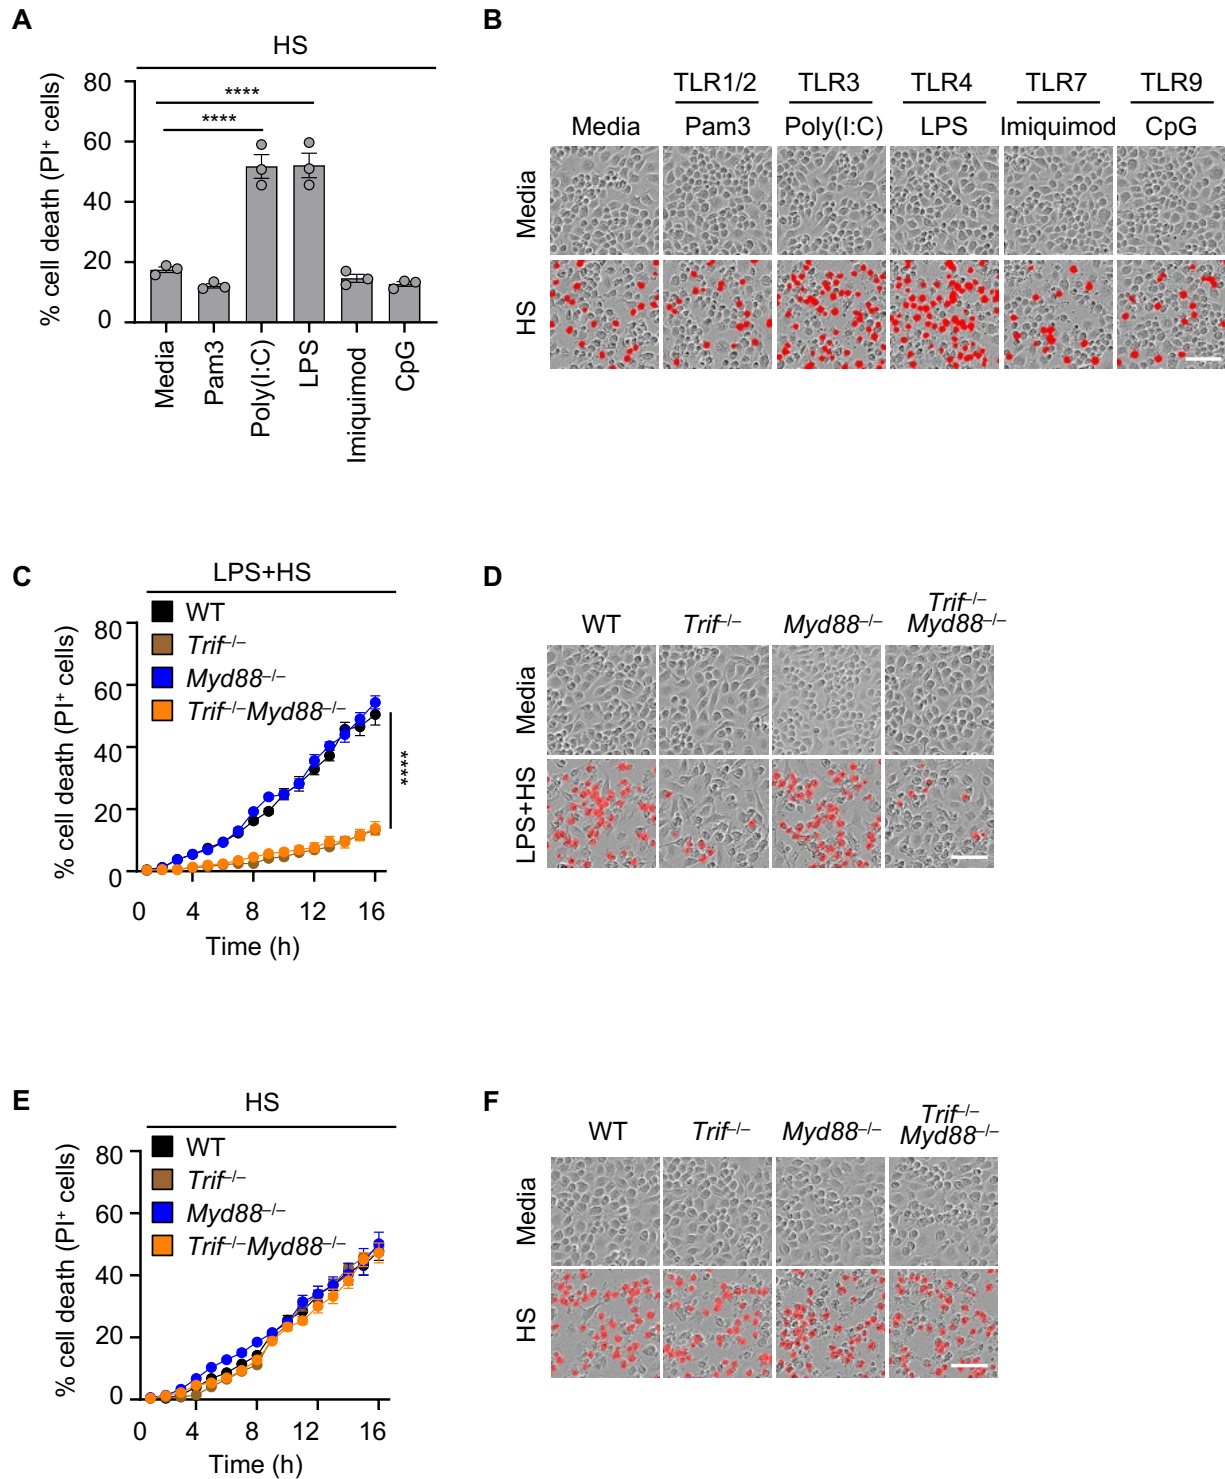 A
HS
% cell death (PI⁺ cells)
80
60
40
20
0
****
****
Media
Pam3
Poly(I:C)
LPS
Imiquimod
CpG
B
TLR1/2 TLR3 TLR4 TLR7 TLR9
Media Pam3 Poly(I:C) LPS Imiquimod CpG
Media
HS
C
LPS+HS
WT
Trif–/–
Myd88–/–
Trif–/–Myd88–/–
% cell death (PI⁺ cells)
80
60
40
20
0
****
0 4 8 12 16
Time (h)
D
WT Trif–/– Myd88–/– Trif–/– Myd88–/–
Media
LPS+HS
E
HS
WT
Trif–/–
Myd88–/–
Trif–/–Myd88–/–
% cell death (PI⁺ cells)
80
60
40
20
0
0 4 8 12 16
Time (h)
F
WT Trif–/– Myd88–/– Trif–/– Myd88–/–
Media
HS